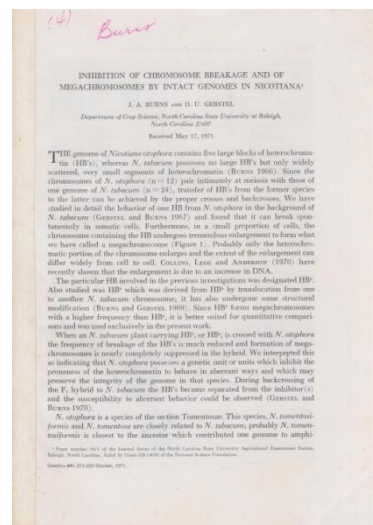 (4)
Burns
INHIBITION OF CHROMOSOME BREAKAGE AND OF
MEGACHROMOSOMES BY INTACT GENOMES IN NICOTIANA¹
J. A. BURNS AND D. U. GERSTEL
Department of Crop Science, North Carolina State University at Raleigh,
North Carolina 27607
Received May 17, 1971
THE genome of Nicotiana otophora contains five large blocks of heterochroma-
tin (HB's), whereas N. tabacum possesses no large HB's but only widely
scattered, very small segments of heterochromatin (BURNS 1966). Since the
chromosomes of N. otophora (n = 12) pair intimately at meiosis with those of
one genome of N. tabacum (n = 24), transfer of HB's from the former species
to the latter can be achieved by the proper crosses and backcrosses. We have
studied in detail the behavior of one HB from N. otophora in the background of
N. tabacum (GERSTEL and BURNS 1967) and found that it can break spon-
taneously in somatic cells. Furthermore, in a small proportion of cells, the
chromosome containing the HB undergoes tremendous enlargement to form what
we have called a megachromosome (Figure 1). Probably only the heterochro-
matic portion of the chromosome enlarges and the extent of the enlargement can
differ widely from cell to cell. COLLINS, LEGG and ANDERSON (1970) have
recently shown that the enlargement is due to an increase in DNA.
The particular HB involved in the previous investigations was designated HB¹.
Also studied was HB² which was derived from HB¹ by translocation from one
to another N. tabacum chromosome; it has also undergone some structural
modification (BURNS and GERSTEL 1969). Since HB² forms megachromosomes
with a higher frequency than HB¹, it is better suited for quantitative compari-
sons and was used exclusively in the present work.
When an N. tabacum plant carrying HB¹, or HB², is crossed with N. otophora
the frequency of breakage of the HB's is much reduced and formation of mega-
chromosomes is nearly completely suppressed in the hybrid. We interpreted this
as indicating that N. otophora possesses a genetic unit or units which inhibit the
proneness of the heterochromatin to behave in aberrant ways and which may
preserve the integrity of the genome in that species. During backcrossing of
the F₁ hybrid to N. tabacum the HB's became separated from the inhibitor(s)
and the susceptibility to aberrant behavior could be observed (GERSTEL and
BURNS 1970).
N. otophora is a species of the section Tomentosae. This species, N. tomentosi-
formis and N. tomentosa are closely related to N. tabacum; probably N. tomen-
tosiformis is closest to the ancestor which contributed one genome to amphi-
¹ Paper number 3471 of the Journal Series of the North Carolina State University Agricultural Experiment Station,
Raleigh, North Carolina. Aided by Grant GB-14690 of the National Science Foundation.
Genetics 69: 211-220 October, 1971.